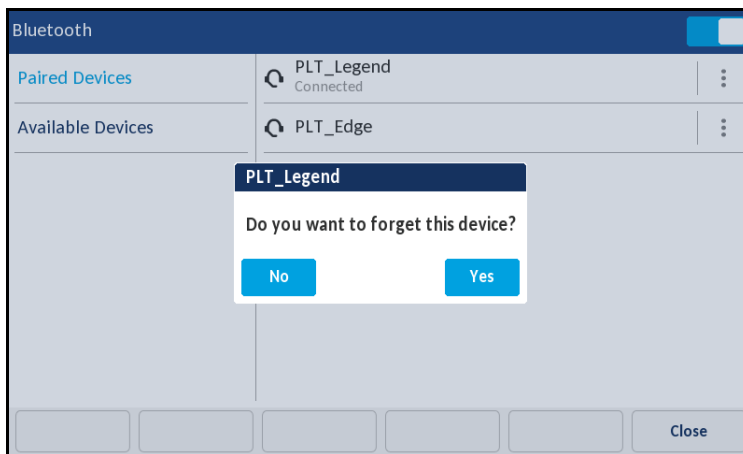 Bluetooth
Paired Devices
PLT_Legend
Connected
Available Devices
PLT_Edge
PLT_Legend
Do you want to forget this device?
No
Yes
Close